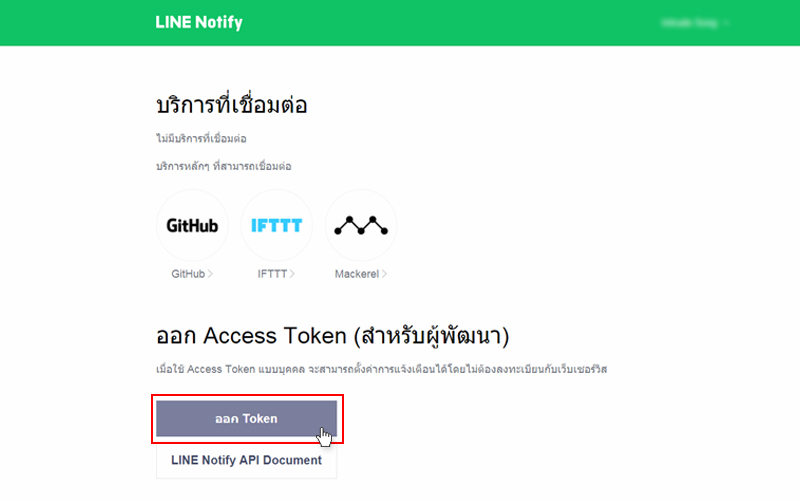 LINE Notify
บริการที่เชื่อมต่อ
ไม่มีบริการที่เชื่อมต่อ
บริการหลักๆ ที่สามารถเชื่อมต่อ
GitHub IFTTT
GitHub IFTTT Mackerel
ออก Access Token (สำหรับผู้พัฒนา)
เมื่อใช้ Access Token แบบบุคคล จะสามารถตั้งค่าการแจ้งเตือนได้โดยไม่ต้องลงทะเบียนกับเว็บเซอร์วิส
ออก Token
LINE Notify API Document